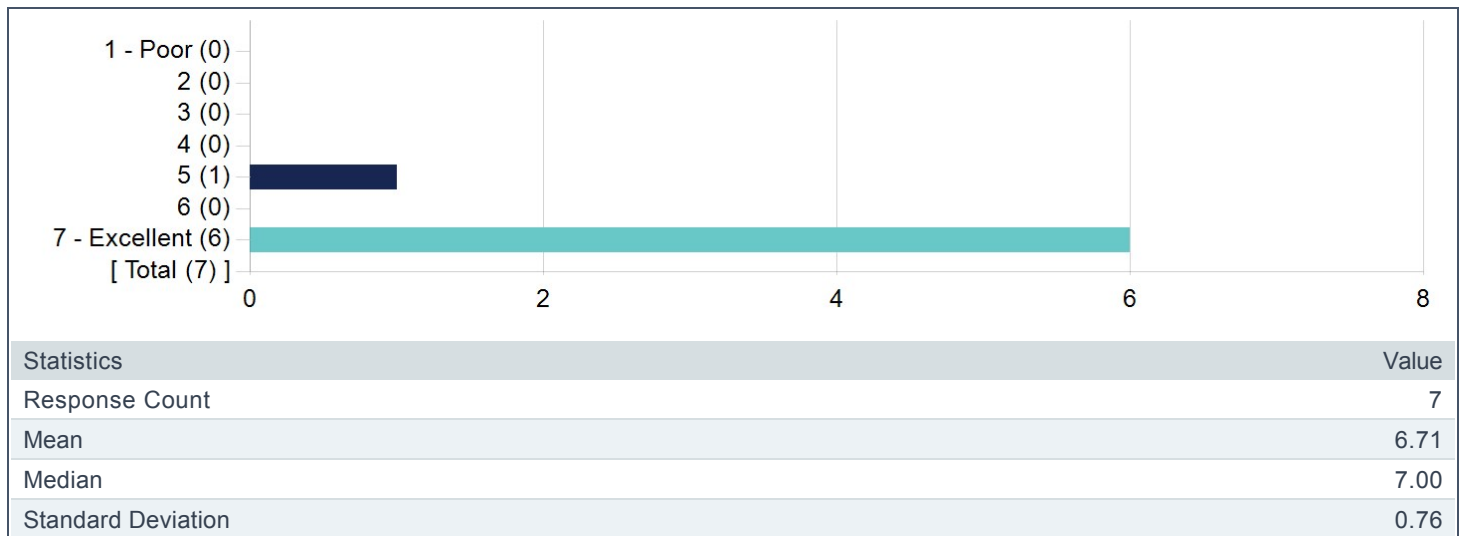 1 - Poor (0)
2 (0)
3 (0)
4 (0)
5 (1)
6 (0)
7 - Excellent (6)
[ Total (7) ]
0 2 4 6 8
Statistics Value
Response Count 7
Mean 6.71
Median 7.00
Standard Deviation 0.76